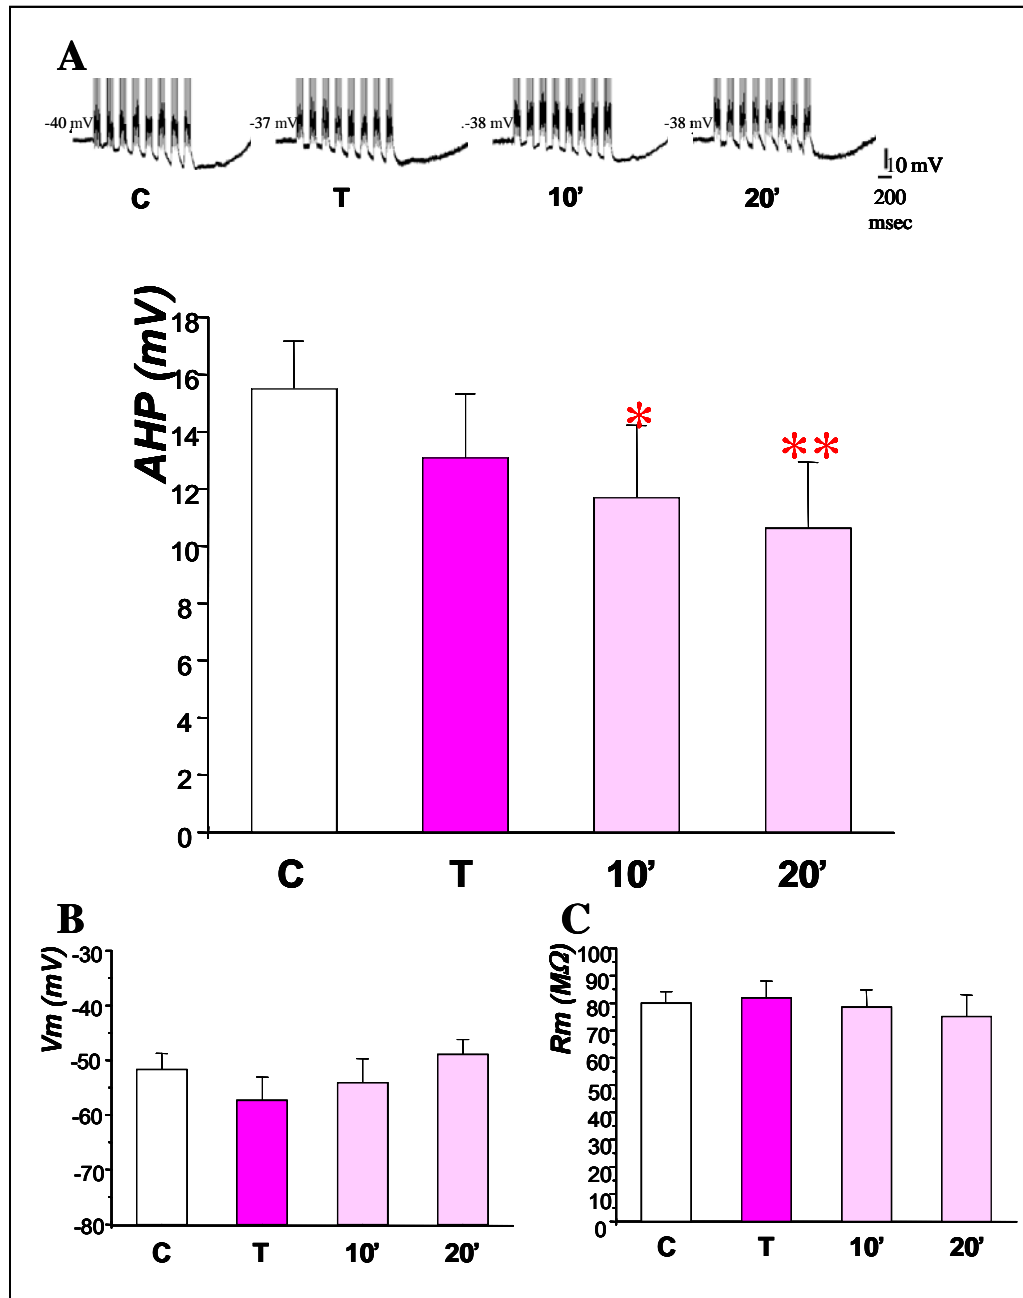 A
-40 mV
-37 mV
.-38 mV
-38 mV
10 mV
200
msec
C T 10’ 20’
AHP (mV)
18
16
14
12
10
8
6
4
2
0
*
**
C T 10’ 20’
B
Vm (mV)
-30
-40
-50
-60
-70
-80
C T 10’ 20’
C
Rm (MΩ)
100
90
80
70
60
50
40
30
20
10
0
C T 10’ 20’